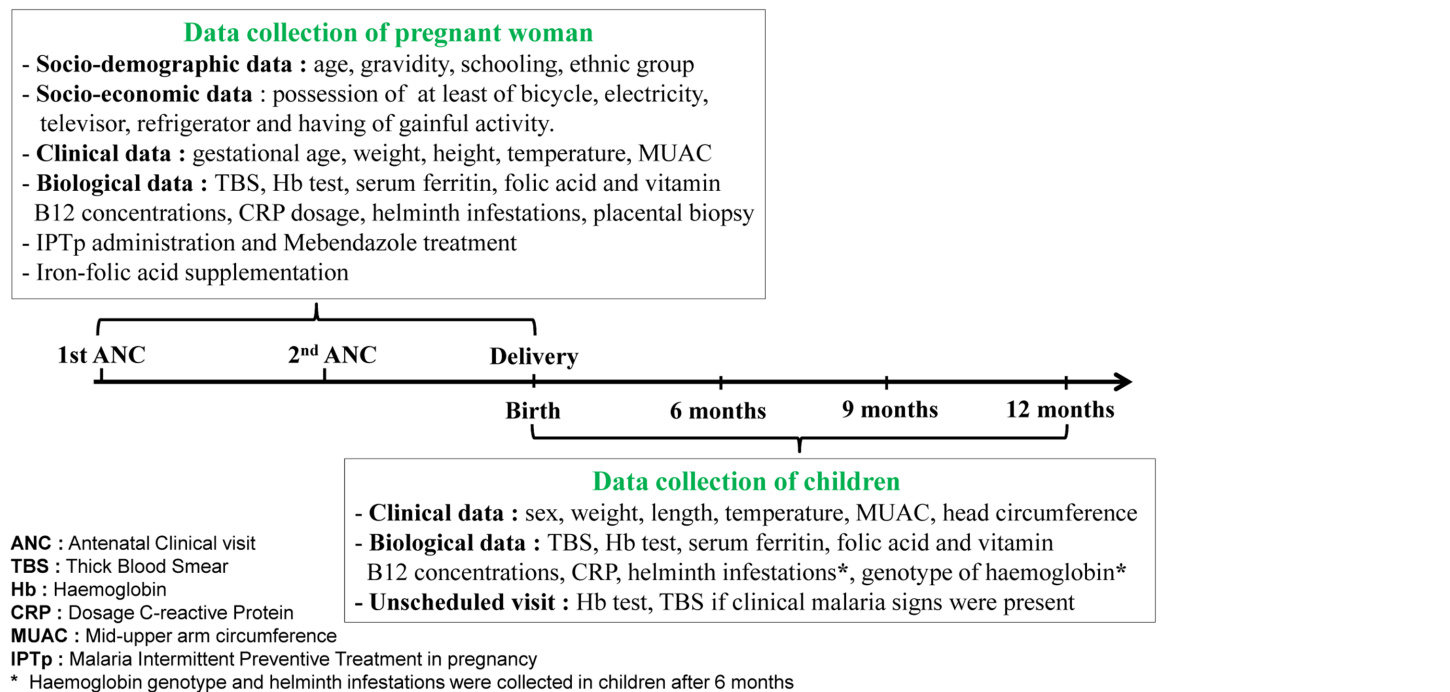 Data collection of pregnant woman
- Socio-demographic data : age, gravidity, schooling, ethnic group
- Socio-economic data : possession of at least of bicycle, electricity,
televisor, refrigerator and having of gainful activity.
- Clinical data : gestational age, weight, height, temperature, MUAC
- Biological data : TBS, Hb test, serum ferritin, folic acid and vitamin
B12 concentrations, CRP dosage, helminth infestations, placental biopsy
- IPTp administration and Mebendazole treatment
- Iron-folic acid supplementation
1st ANC
2nd ANC
Delivery
Birth
6 months
9 months
12 months
Data collection of children
- Clinical data : sex, weight, length, temperature, MUAC, head circumference
- Biological data : TBS, Hb test, serum ferritin, folic acid and vitamin
B12 concentrations, CRP, helminth infestations*, genotype of haemoglobin*
- Unscheduled visit : Hb test, TBS if clinical malaria signs were present
ANC : Antenatal Clinical visit
TBS : Thick Blood Smear
Hb : Haemoglobin
CRP : Dosage C-reactive Protein
MUAC : Mid-upper arm circumference
IPTp : Malaria Intermittent Preventive Treatment in pregnancy
* Haemoglobin genotype and helminth infestations were collected in children after 6 months